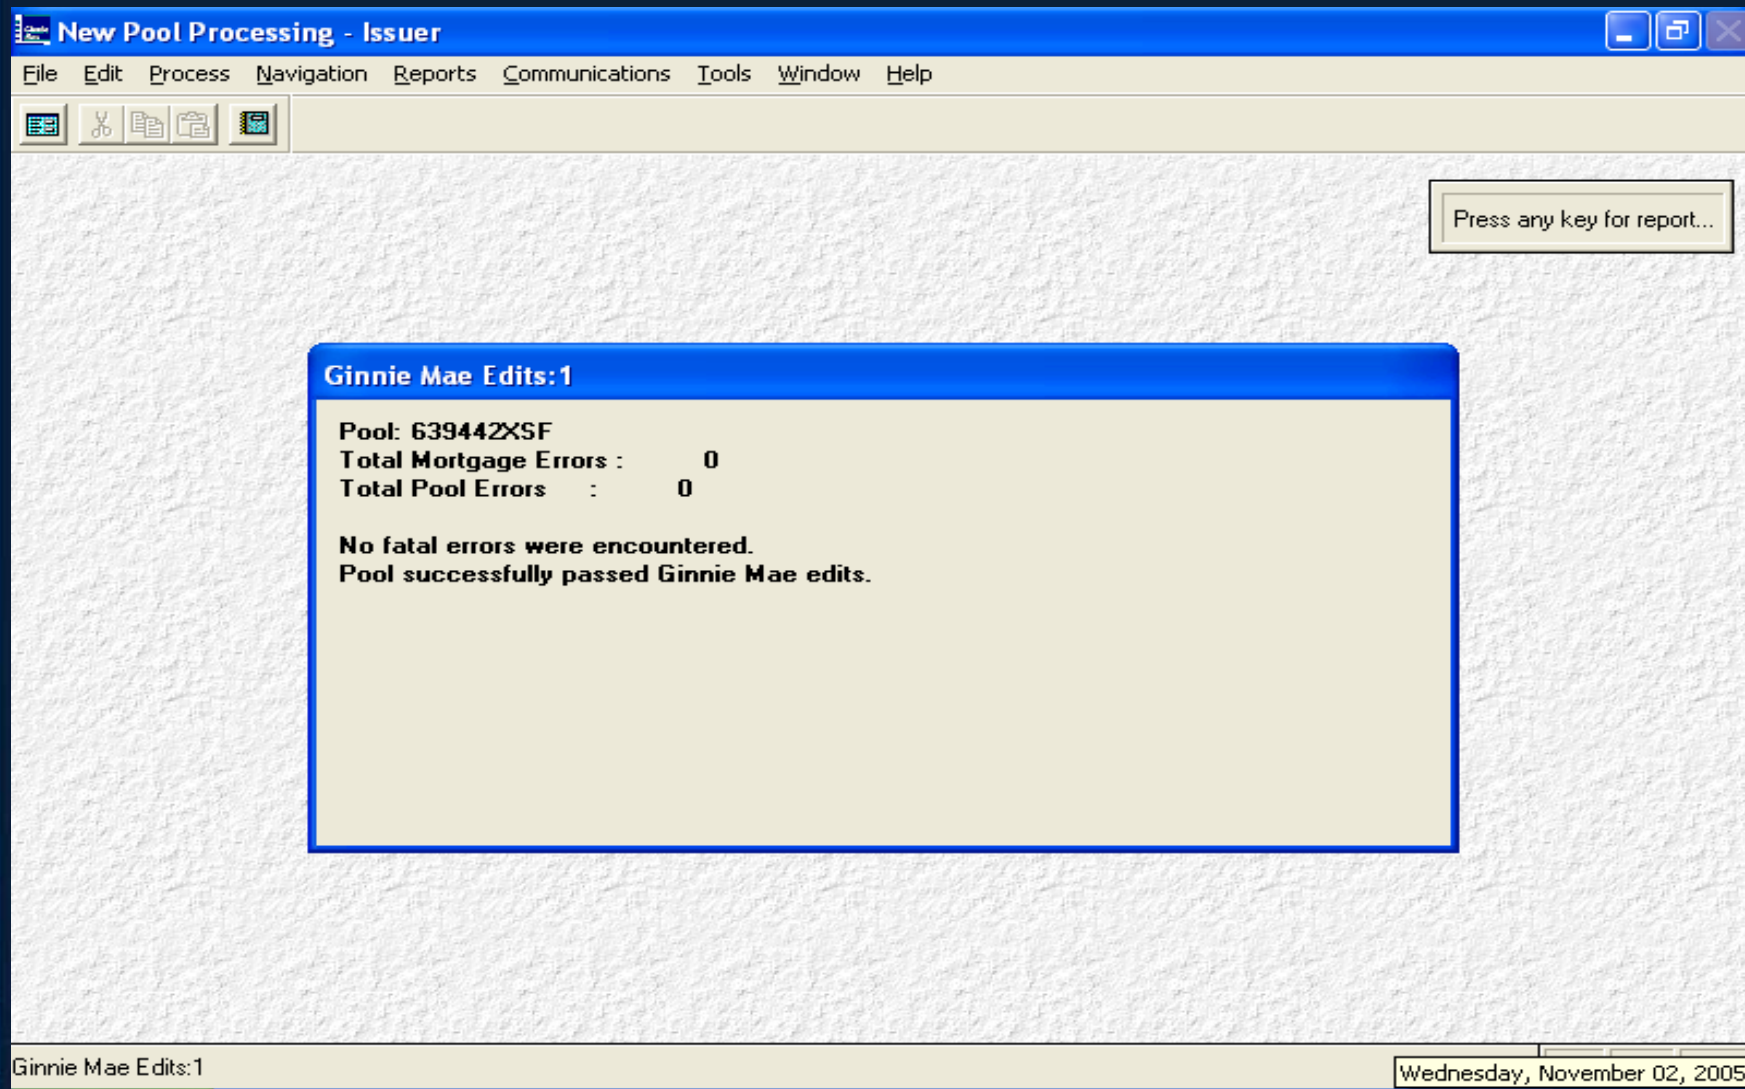 New Pool Processing - Issuer
File Edit Process Navigation Reports Communications Tools Window Help
Press any key for report...
Ginnie Mae Edits:1
Pool: 639442XSF
Total Mortgage Errors : 0
Total Pool Errors : 0
No fatal errors were encountered.
Pool successfully passed Ginnie Mae edits.
Ginnie Mae Edits:1
Wednesday, November 02, 2005